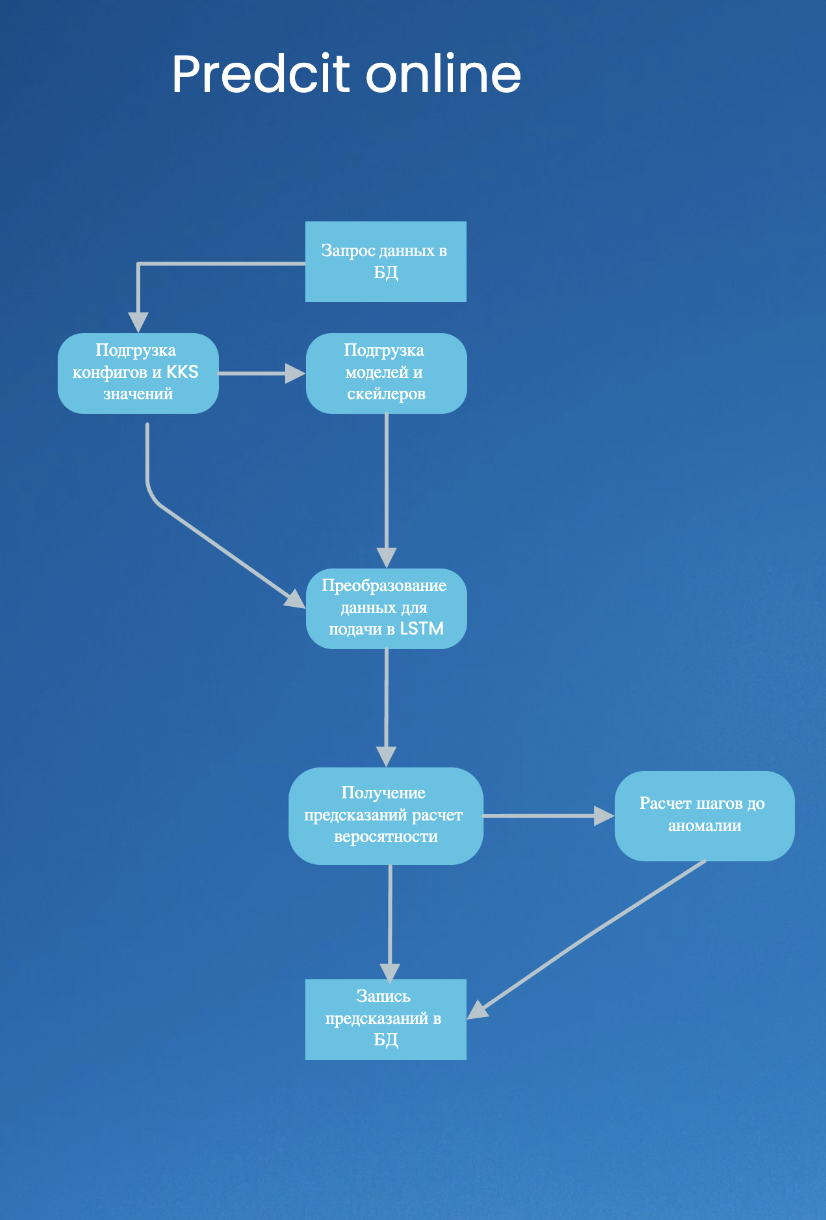 Predcit online
Запрос данных в
БД
Подгрузка
конфигов и KKS
значений
Подгрузка
моделей и
скейлеров
Преобразование
данных для
подачи в LSTM
Получение
предсказаний расчет
веросятности
Расчет шагов до
аномалии
Запись
предсказаний в
БД